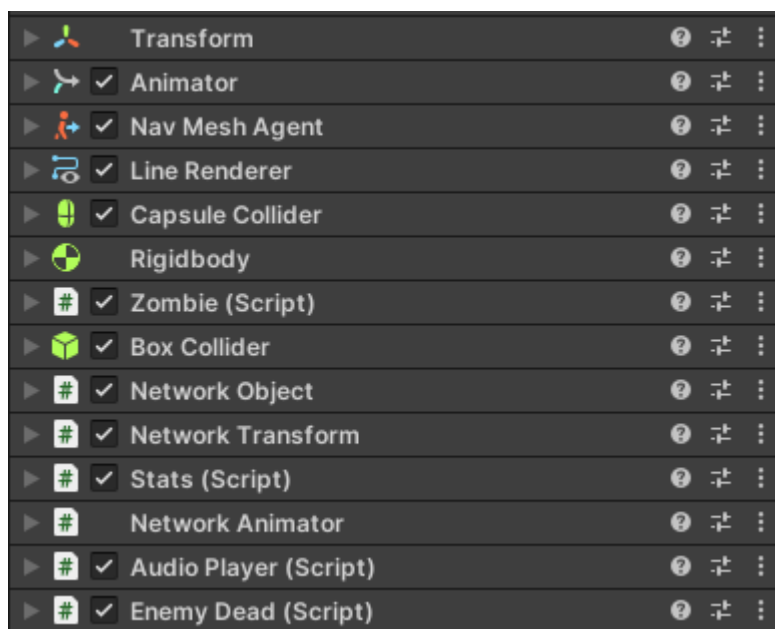 Transform
Animator
Nav Mesh Agent
Line Renderer
Capsule Collider
Rigidbody
# Zombie (Script)
Box Collider
# Network Object
# Network Transform
# Stats (Script)
# Network Animator
# Audio Player (Script)
# Enemy Dead (Script)